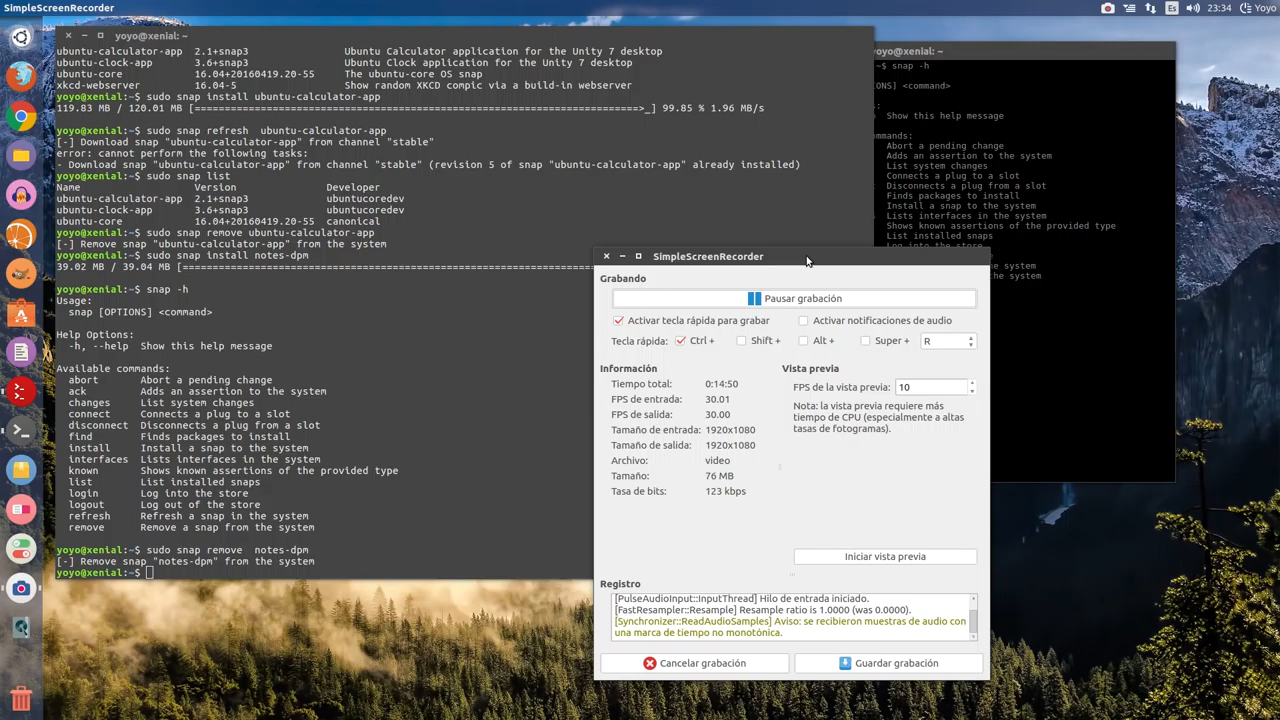 SimpleScreenRecorder
Es
23:34
Yoyo
yoyo@xenial: ~
ubuntu-calculator-app 2.1+snap3 Ubuntu Calculator application for the Unity 7 desktop
ubuntu-clock-app 3.6+snap3 Ubuntu Clock application for the Unity 7 desktop
ubuntu-core 16.04+20160419.20-55 The ubuntu-core OS snap
xkcd-webserver 16.04-5 Show random XKCD compic via a build-in webserver
yoyo@xenial:~$ sudo snap install ubuntu-calculator-app
119.83 MB / 120.01 MB [===========================================================================>_] 99.85 % 1.96 MB/s
yoyo@xenial:~$ sudo snap refresh  ubuntu-calculator-app
[-] Download snap "ubuntu-calculator-app" from channel "stable"
error: cannot perform the following tasks:
- Download snap "ubuntu-calculator-app" from channel "stable" (revision 5 of snap "ubuntu-calculator-app" already installed)
yoyo@xenial:~$ sudo snap list
Name Version Developer
ubuntu-calculator-app 2.1+snap3 ubuntucoredev
ubuntu-clock-app 3.6+snap3 ubuntucoredev
ubuntu-core 16.04+20160419.20-55 canonical
yoyo@xenial:~$ sudo snap remove ubuntu-calculator-app
[-] Remove snap "ubuntu-calculator-app" from the system
yoyo@xenial:~$ sudo snap install notes-dpm
39.02 MB / 39.04 MB [=====================================================================
yoyo@xenial:~$ snap -h
Usage:
snap [OPTIONS] <command>
Help Options:
-h, --help Show this help message
Available commands:
abort Abort a pending change
ack Adds an assertion to the system
changes List system changes
connect Connects a plug to a slot
disconnect Disconnects a plug from a slot
find Finds packages to install
install Install a snap to the system
interfaces Lists interfaces in the system
known Shows known assertions of the provided type
list List installed snaps
login Log into the store
logout Log out of the store
refresh Refresh a snap in the system
remove Remove a snap from the system
yoyo@xenial:~$ sudo snap remove  notes-dpm
[-] Remove snap "notes-dpm" from the system
yoyo@xenial:~$
yoyo@xenial: ~
~$ snap -h
IONS] <command>
s:
Show this help message
mmands:
Abort a pending change
Adds an assertion to the system
List system changes
Connects a plug to a slot
Disconnects a plug from a slot
Finds packages to install
Install a snap to the system
Lists interfaces in the system
Shows known assertions of the provided type
List installed snaps
Log into the store
e system
he system
SimpleScreenRecorder
Grabando
Pausar grabación
Activar tecla rápida para grabar
Activar notificaciones de audio
Tecla rápida: Ctrl + Shift + Alt + Super + R
Información
Tiempo total: 0:14:50
FPS de entrada: 30.01
FPS de salida: 30.00
Tamaño de entrada: 1920x1080
Tamaño de salida: 1920x1080
Archivo: video
Tamaño: 76 MB
Tasa de bits: 123 kbps
Vista previa
FPS de la vista previa: 10
Nota: la vista previa requiere más
tiempo de CPU (especialmente a altas
tasas de fotogramas).
Iniciar vista previa
Registro
[PulseAudioInput::InputThread] Hilo de entrada iniciado.
[FastResampler::Resample] Resample ratio is 1.0000 (was 0.0000).
[Synchronizer::ReadAudioSamples] Aviso: se recibieron muestras de audio con
una marca de tiempo no monotónica.
Cancelar grabación
Guardar grabación